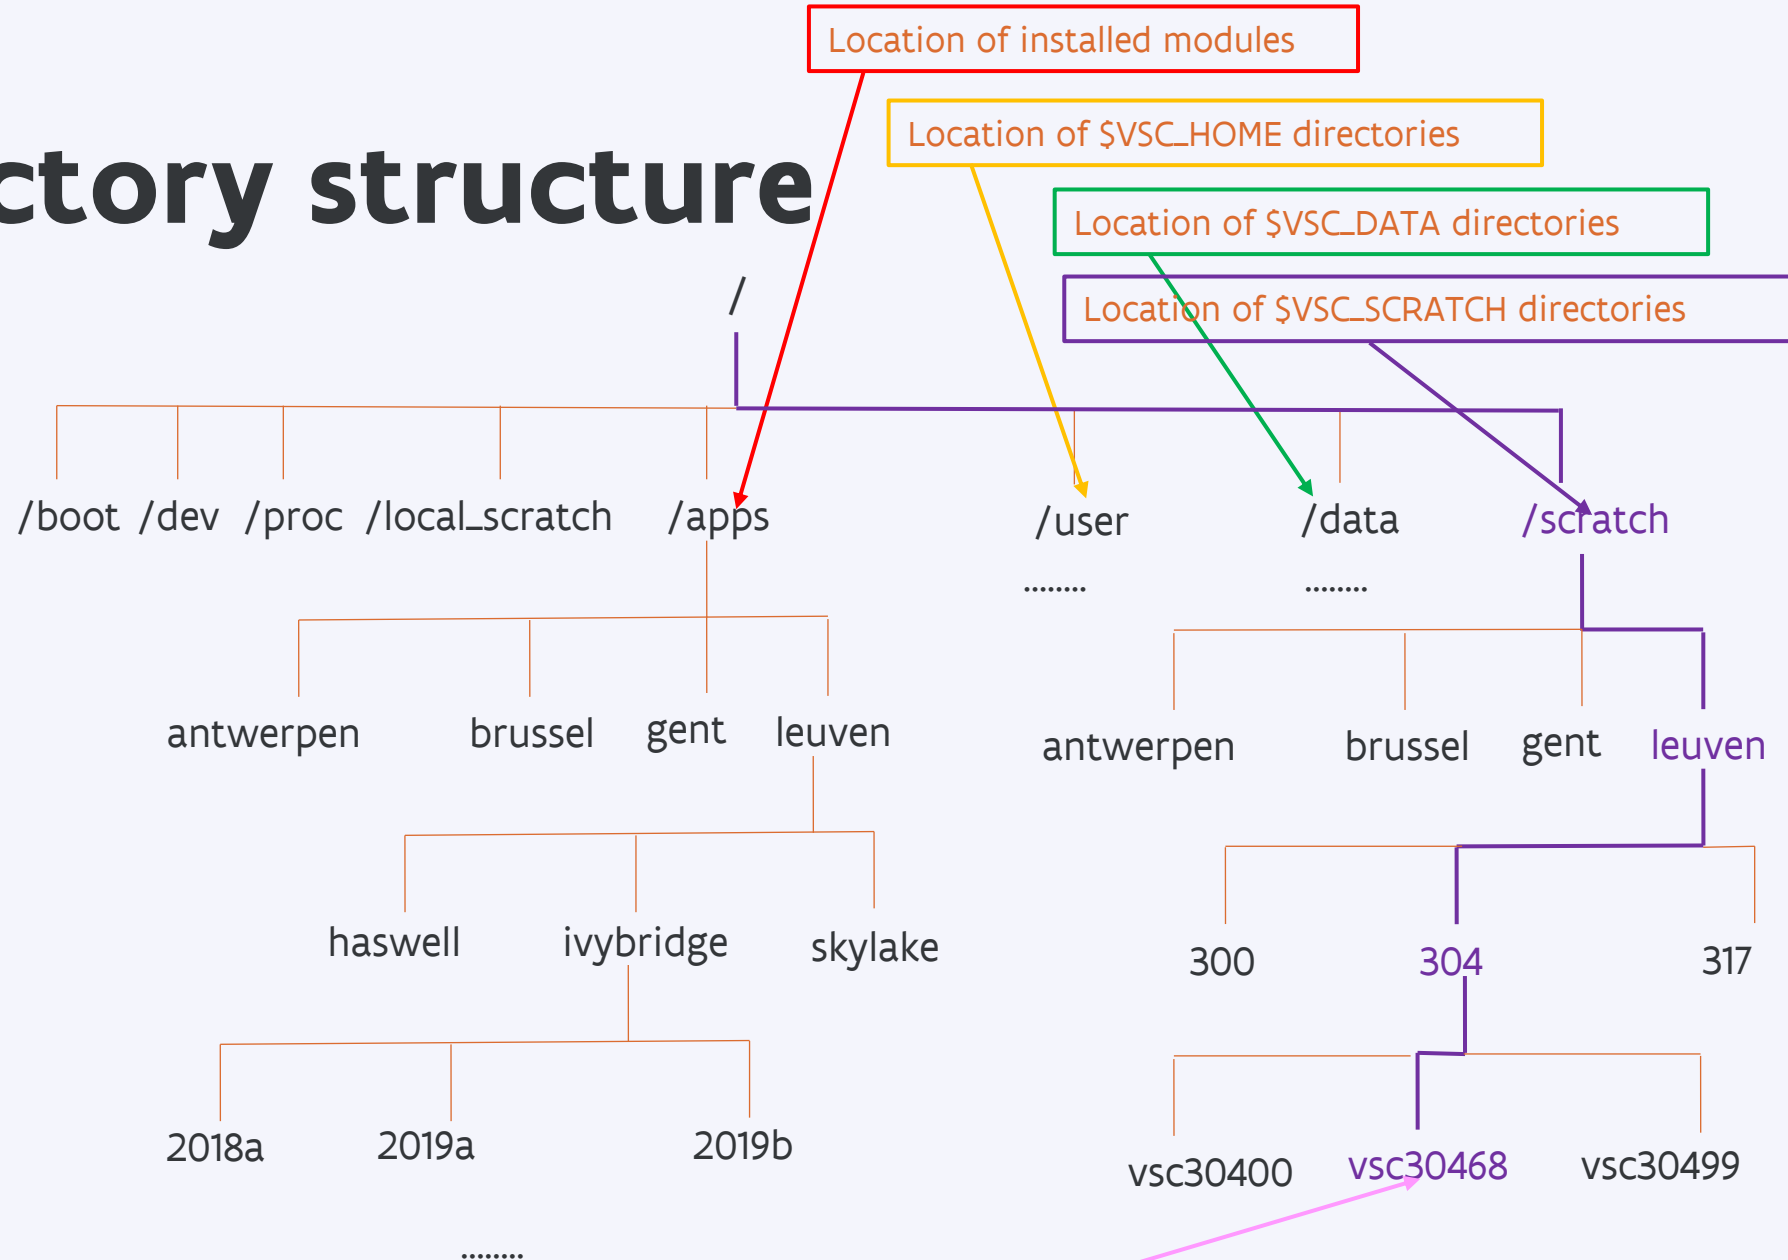 Location of installed modules
Location of $VSC_HOME directories
ctory structure
Location of $VSC_DATA directories
Location of $VSC_SCRATCH directories
/
/boot /dev /proc /local_scratch /apps /user /data /scratch
........ ........
antwerpen brussel gent leuven antwerpen brussel gent leuven
haswell ivybridge skylake 300 304 317
2018a 2019a 2019b vsc30400 vsc30468 vsc30499
........